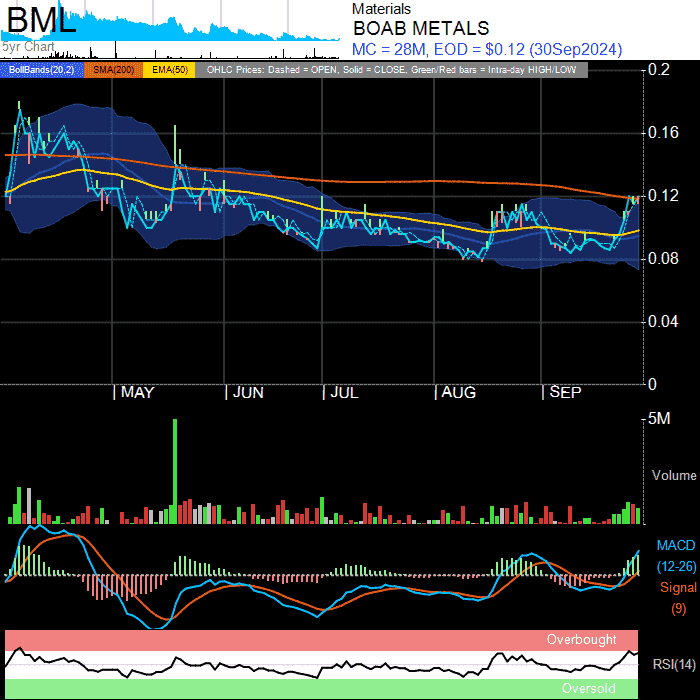 BML
5yr Chart
Materials
BOAB METALS
MC = 28M, EOD = $0.12 (30Sep2024)
BollBands(20,2) SMA(200) EMA(50) OHLC Prices: Dashed = OPEN, Solid = CLOSE, Green/Red bars = Intra-day HIGH/LOW
0.2
0.16
0.12
0.08
0.04
0
MAY JUN JUL AUG SEP
5M
Volume
MACD
(12-26)
Signal
(9)
Overbought
RSI(14)
Oversold